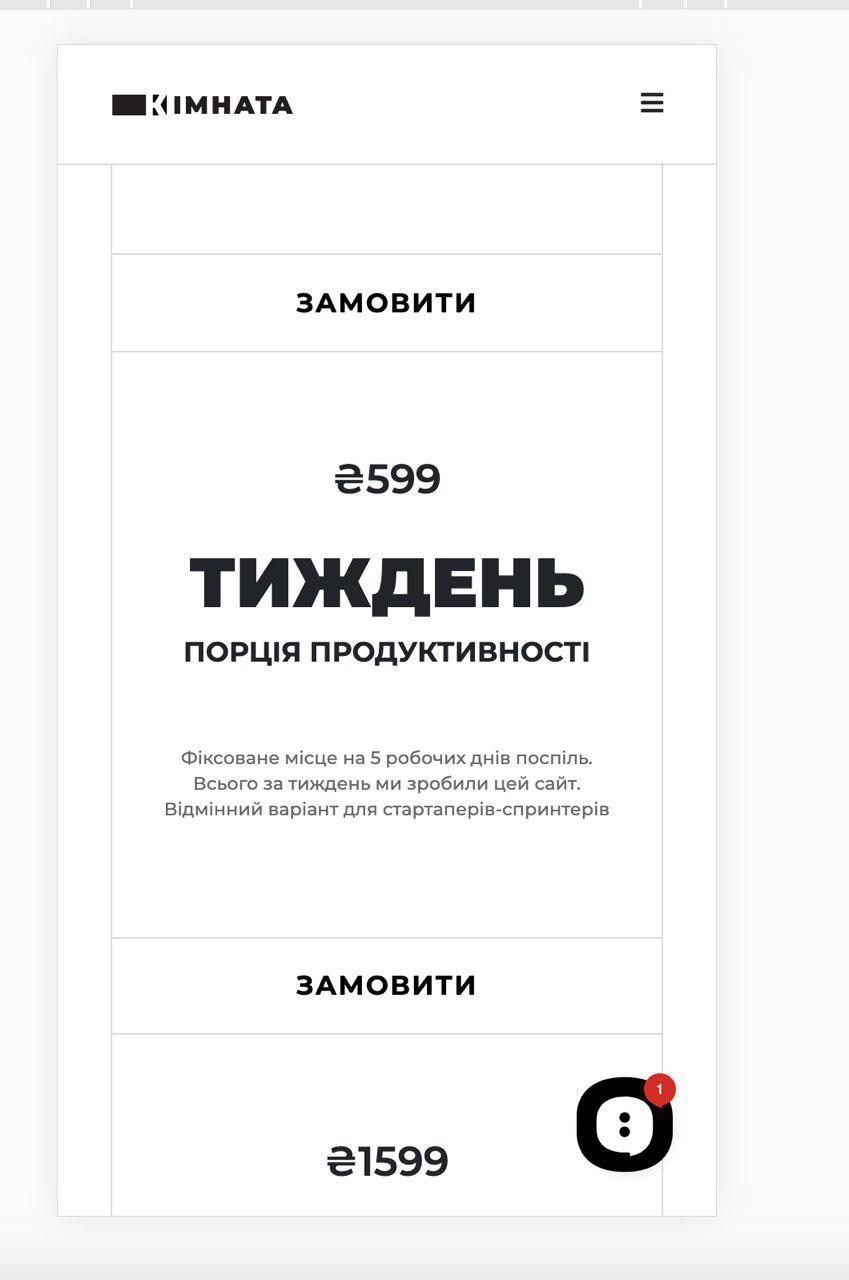 КІМНАТА
ЗАМОВИТИ
₴599
ТИЖДЕНЬ
ПОРЦІЯ ПРОДУКТИВНОСТІ
Фіксоване місце на 5 робочих днів поспіль.
Всього за тиждень ми зробили цей сайт.
Відмінний варіант для стартаперів-спринтерів
ЗАМОВИТИ
1
₴1599